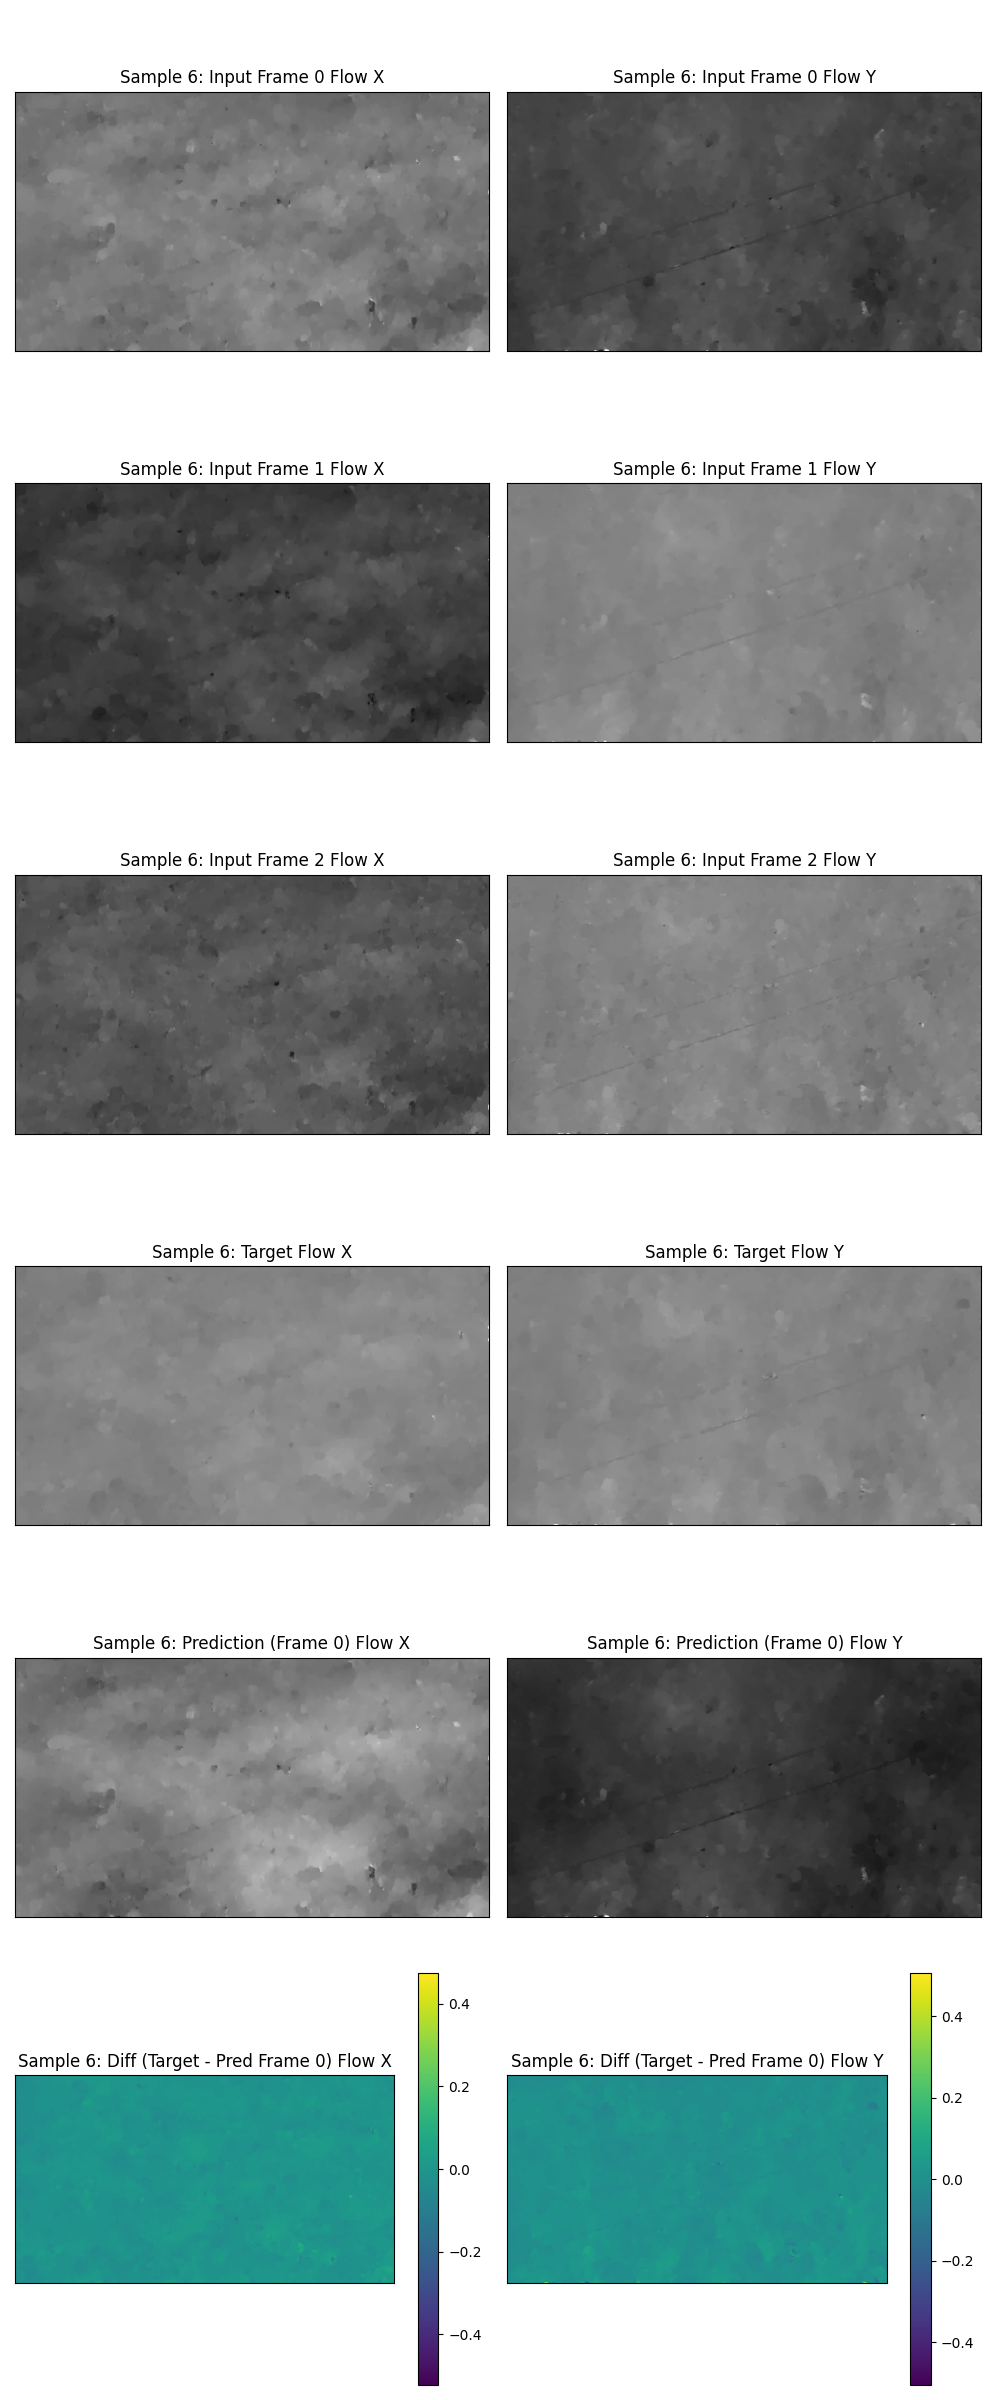 Sample 6: Input Frame 0 Flow X
Sample 6: Input Frame 0 Flow Y
Sample 6: Input Frame 1 Flow X
Sample 6: Input Frame 1 Flow Y
Sample 6: Input Frame 2 Flow X
Sample 6: Input Frame 2 Flow Y
Sample 6: Target Flow X
Sample 6: Target Flow Y
Sample 6: Prediction (Frame 0) Flow X
Sample 6: Prediction (Frame 0) Flow Y
Sample 6: Diff (Target - Pred Frame 0) Flow X
0.4
0.2
0.0
−0.2
−0.4
Sample 6: Diff (Target - Pred Frame 0) Flow Y
0.4
0.2
0.0
−0.2
−0.4